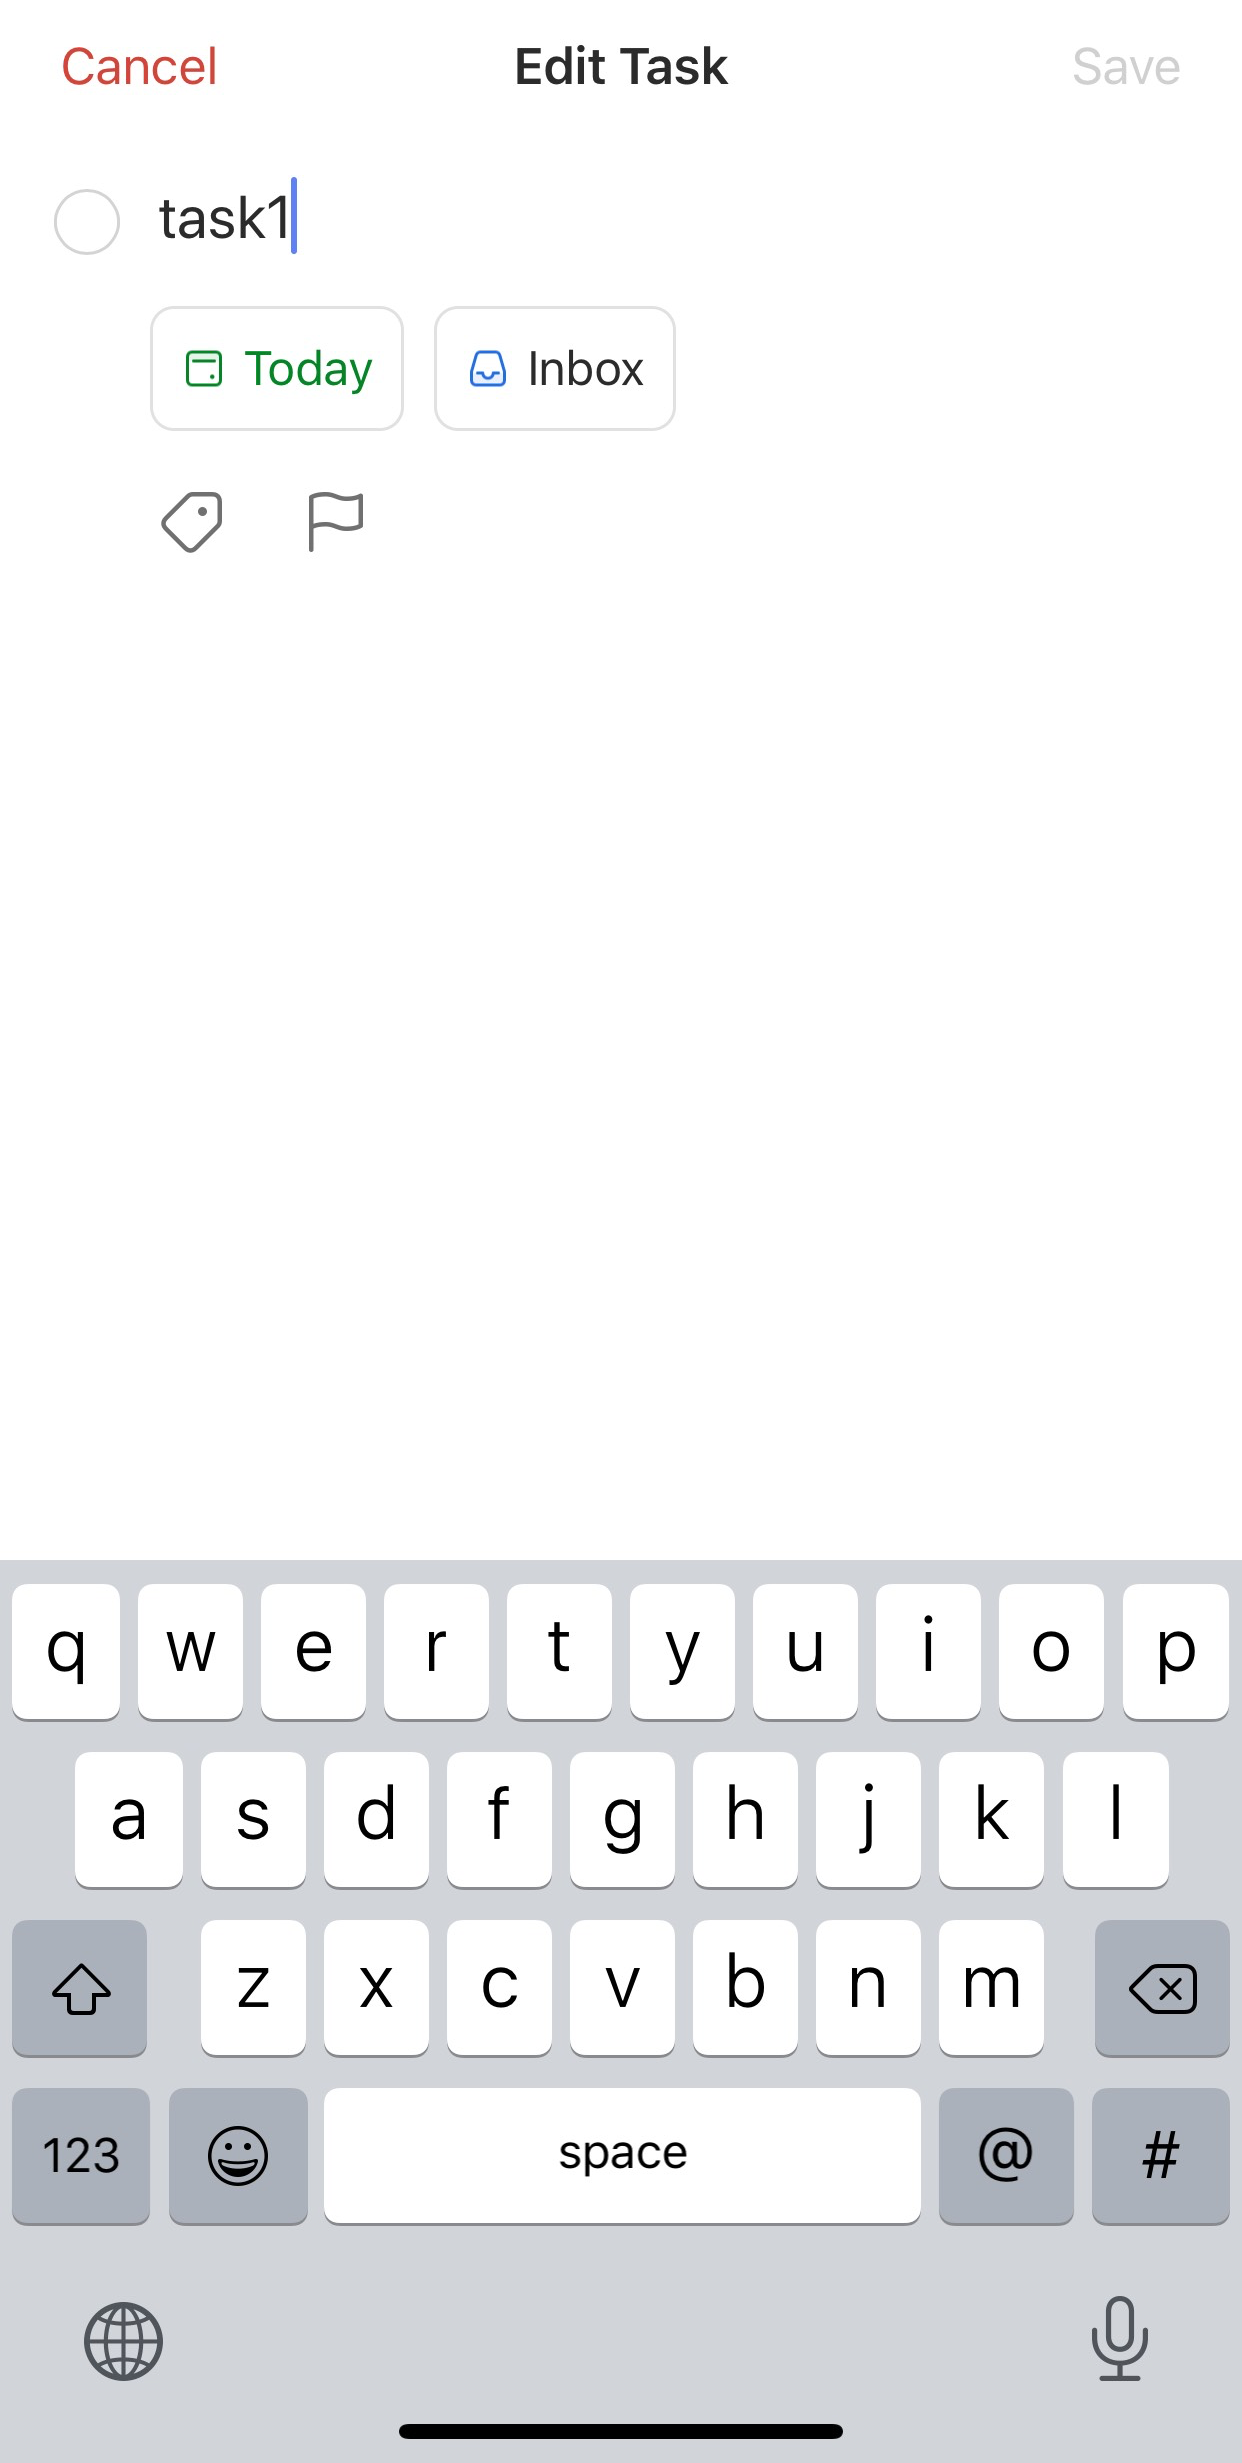 Cancel Edit Task Save
task1
Today Inbox
q w e r t y u i o p
a s d f g h j k l
z x c v b n m
123 space @ #